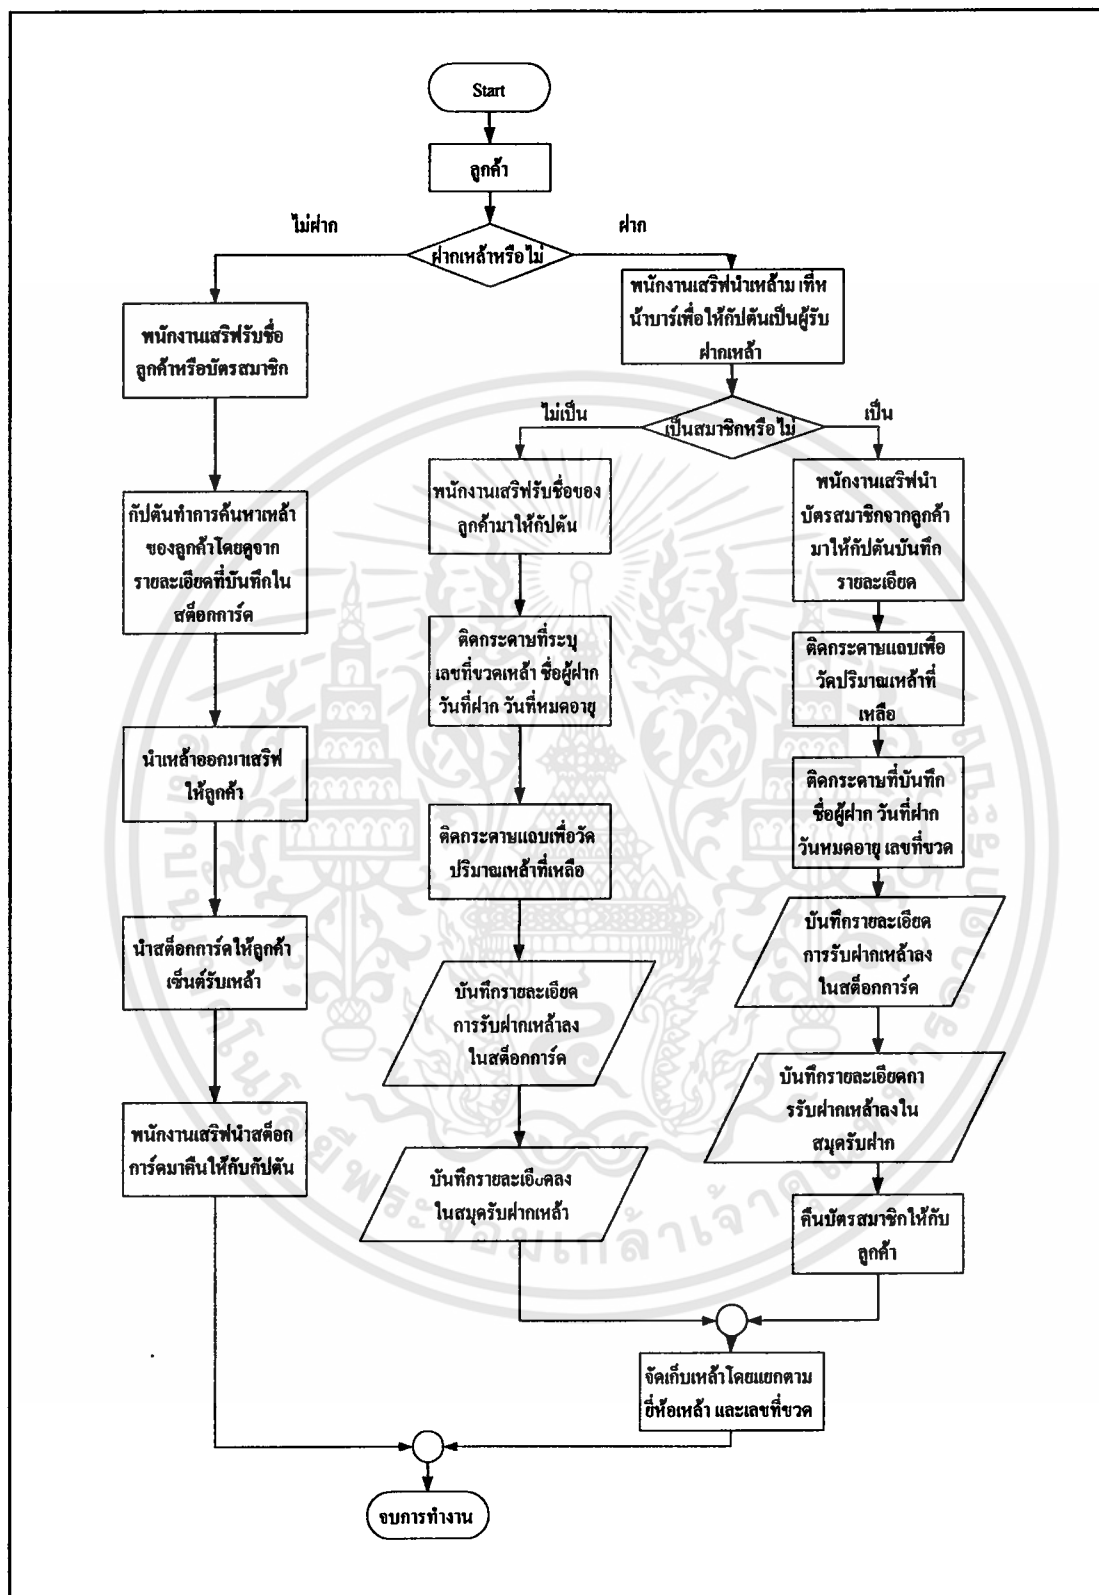 Start
ลูกค้า
ไม่ฝาก
ฝาก
ฝากเหล้าหรือไม่
พนักงานเสริฟรับชื่อ
ลูกค้าหรือบัตรสมาชิก
กัปตันทำการค้นหาเหล้า
ของลูกค้าโดยดูจาก
รายละเอียดที่บันทึกใน
สต็อกการ์ด
นำเหล้าออกมาเสริฟ
ให้ลูกค้า
นำสต็อกการ์ดให้ลูกค้า
เซ็นต์รับเหล้า
พนักงานเสริฟนำสต็อก
การ์ดมาคืนให้กับกัปตัน
พนักงานเสริฟนำเหล้ามาที่ห
น้าบาร์เพื่อให้กัปตันเป็นผู้รับ
ฝากเหล้า
ไม่เป็น
เป็น
เป็นสมาชิกหรือไม่
พนักงานเสริฟรับชื่อของ
ลูกค้ามาให้กัปตัน
ติดกระดาษที่ระบุ
เลขที่ขวดเหล้า ชื่อผู้ฝาก
วันที่ฝาก วันที่หมดอายุ
ติดกระดาษแถบเพื่อวัด
ปริมาณเหล้าที่เหลือ
บันทึกรายละเอียด
การรับฝากเหล้าลง
ในสต็อกการ์ด
บันทึกรายละเอียดลง
ในสมุดรับฝากเหล้า
พนักงานเสริฟนำ
บัตรสมาชิกจากลูกค้า
มาให้กัปตันบันทึก
รายละเอียด
ติดกระดาษแถบเพื่อ
วัดปริมาณเหล้าที่
เหลือ
ติดกระดาษที่บันทึก
ชื่อผู้ฝาก วันที่ฝาก
วันหมดอายุ เลขที่ขวด
บันทึกรายละเอียด
การรับฝากเหล้าลง
ในสต็อกการ์ด
บันทึกรายละเอียดกา
รรับฝากเหล้าลงใน
สมุดรับฝาก
คืนบัตรสมาชิกให้กับ
ลูกค้า
จัดเก็บเหล้าโดยแยกตาม
ยี่ห้อเหล้า และเลขที่ขวด
จบการทำงาน